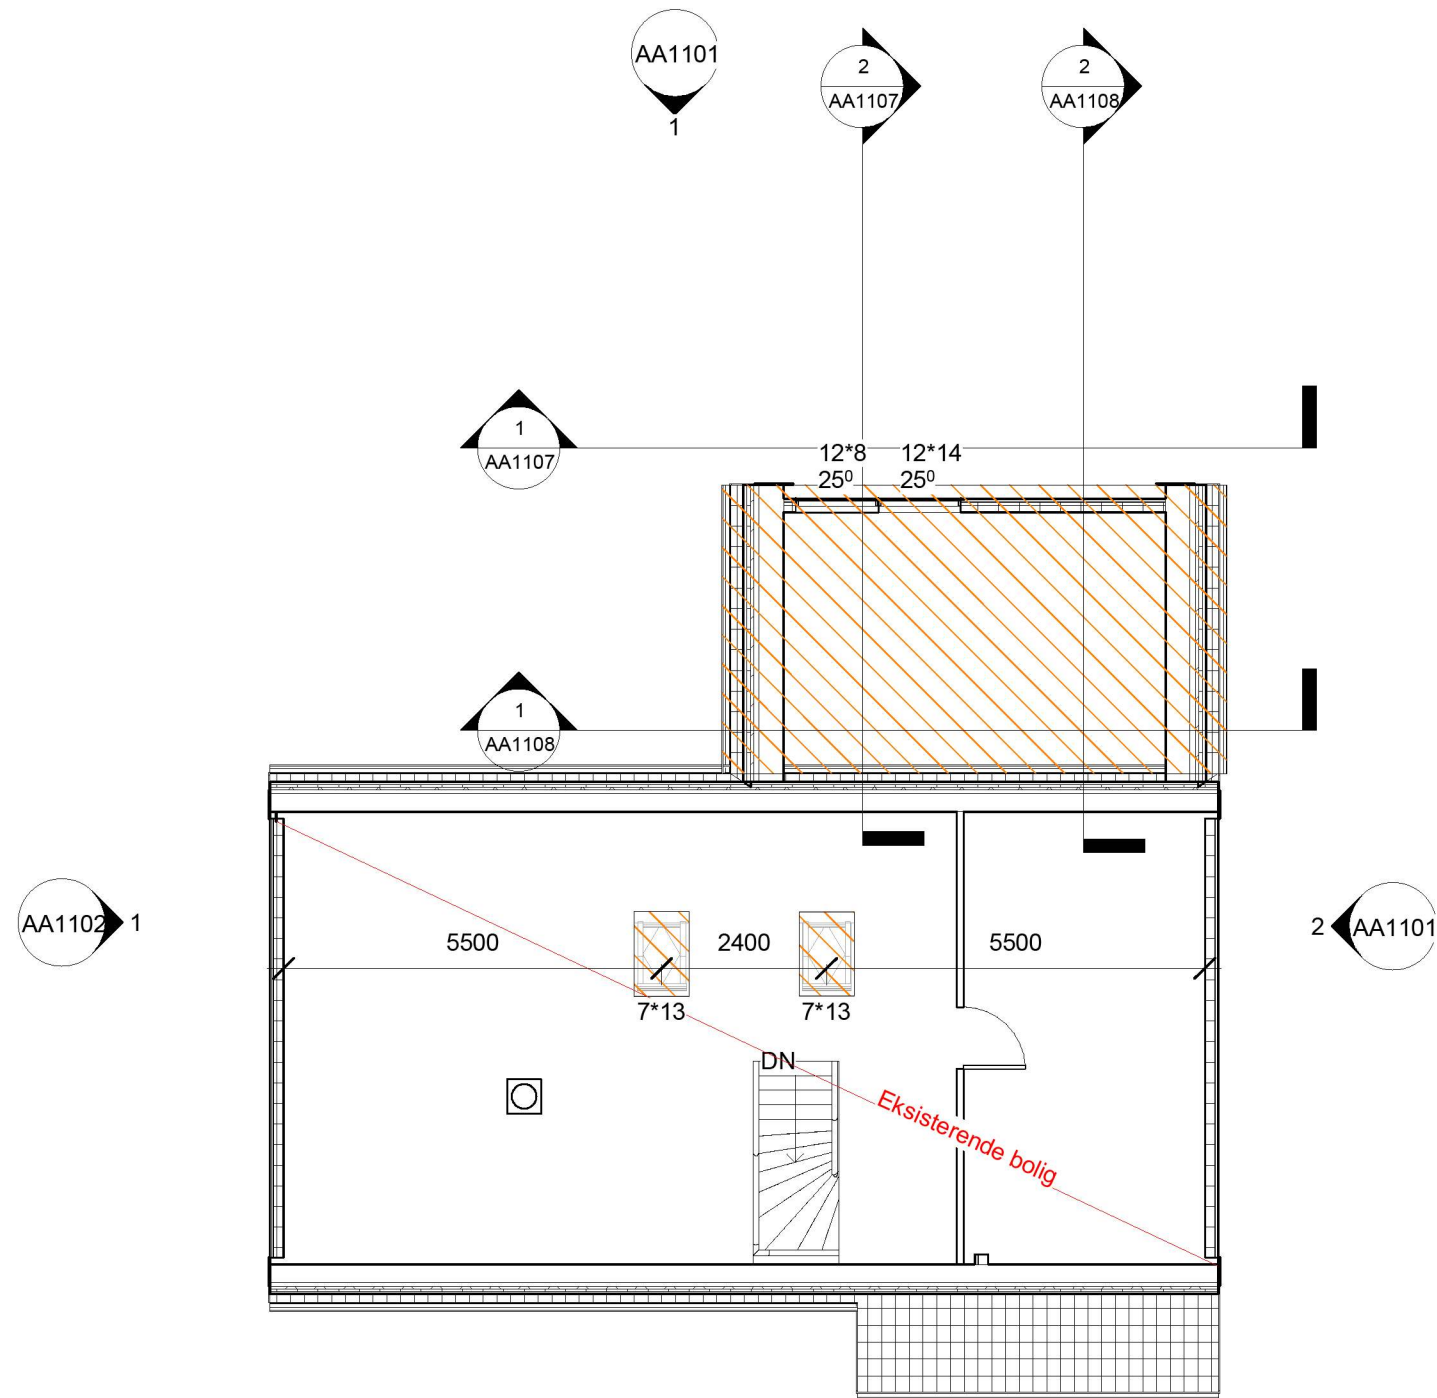 AA1101
1
2
AA1107
2
AA1108
1
AA1107
12*8 12*14
25⁰ 25⁰
1
AA1108
AA1102 1
5500 2400 5500
2 AA1101
7*13 7*13
DN
Eksisterende bolig